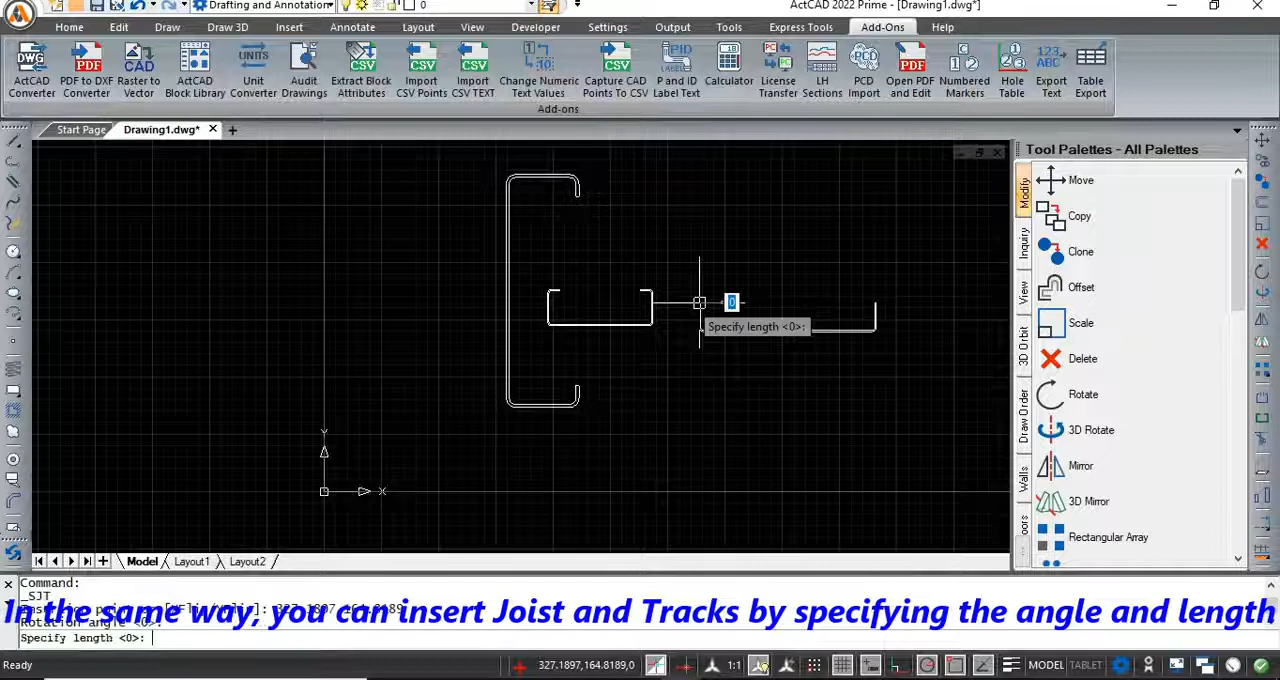 Drafting and Annotation
0
ActCAD 2022 Prime - [Drawing1.dwg*]
Home Edit Draw Draw 3D Insert Annotate Layout View Developer Settings Express Tools Output Tools Add-Ons Help
ActCAD Converter
PDF to DXF Converter
Raster to Vector
ActCAD Block Library
Unit Converter
Audit Drawings
Extract Block Attributes
Import CSV Points
Import CSV TEXT
Change Numeric Text Values
Capture CAD Points To CSV
P and ID Label Text
Calculator
License Transfer
LH Sections
PCD Import
Open PDF and Edit
Numbered Markers
Hole Table
Export Text
Table Export
Add-ons
Start Page Drawing1.dwg*
Tool Palettes - All Palettes
Modify
Inquiry
View
3D Orbit
Draw Order
Walls
Move
Copy
Clone
Offset
Scale
Delete
Rotate
3D Rotate
Mirror
3D Mirror
Rectangular Array
0
Specify length <0>:
Y
X
Model Layout1 Layout2
Command:
_SJT
327.1897,164.8189
Rotation angle <0>:
In the same way, you can insert Joist and Tracks by specifying the angle and length
Specify length <0>:
Ready
327.1897,164.8189,0
1:1
MODEL
TABLET